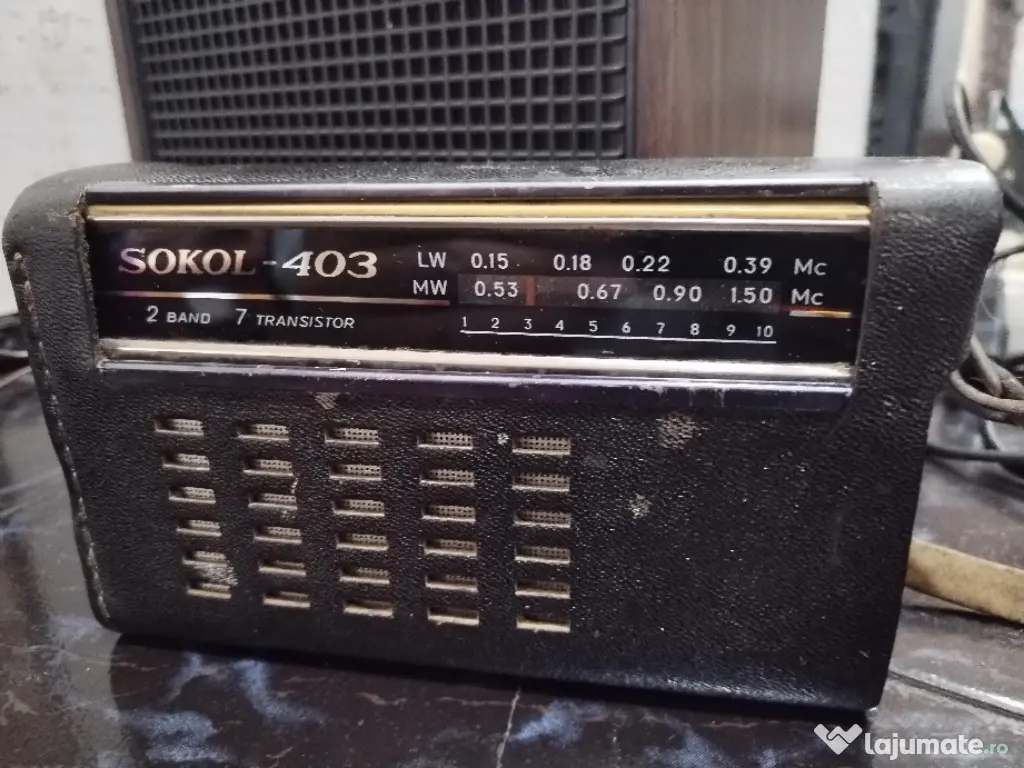 SOKOL-403
2 BAND 7 TRANSISTOR
LW 0.15 0.18 0.22 0.39 Mc
MW 0.53 0.67 0.90 1.50 Mc
1 2 3 4 5 6 7 8 9 10
lajumate.ro